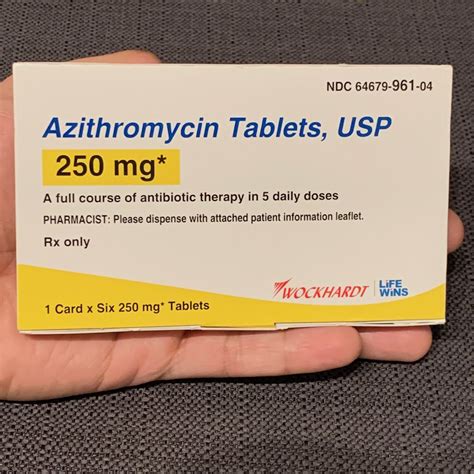 NDC 64679-961-04
Azithromycin Tablets, USP
250 mg*
A full course of antibiotic therapy in 5 daily doses
PHARMACIST: Please dispense with attached patient information leaflet.
Rx only
WOCKHARDT
LiFE
WiNS
1 Card x Six 250 mg* Tablets